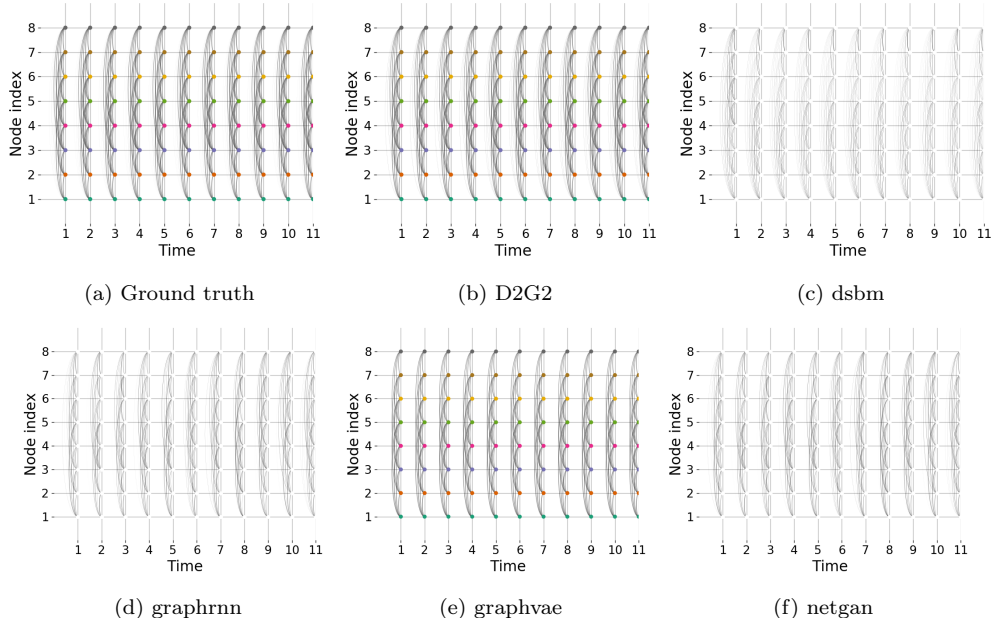 8
7
6
5
4
3
2
1
Node index
1 2 3 4 5 6 7 8 9 10 11
Time
(a) Ground truth
8
7
6
5
4
3
2
1
Node index
1 2 3 4 5 6 7 8 9 10 11
Time
(b) D2G2
8
7
6
5
4
3
2
1
Node index
1 2 3 4 5 6 7 8 9 10 11
Time
(c) dsbm
8
7
6
5
4
3
2
1
Node index
1 2 3 4 5 6 7 8 9 10 11
Time
(d) graphrnn
8
7
6
5
4
3
2
1
Node index
1 2 3 4 5 6 7 8 9 10 11
Time
(e) graphvae
8
7
6
5
4
3
2
1
Node index
1 2 3 4 5 6 7 8 9 10 11
Time
(f) netgan